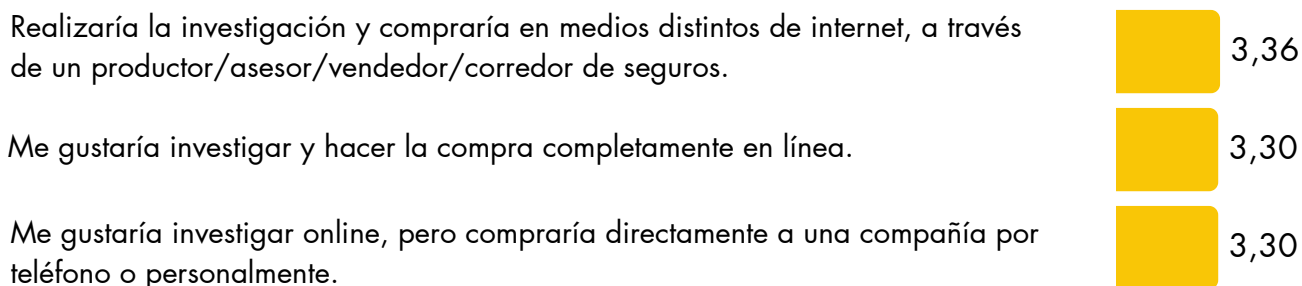 Realizaría la investigación y compraría en medios distintos de internet, a través
de un productor/asesor/vendedor/corredor de seguros.
3,36
Me gustaría investigar y hacer la compra completamente en línea.
3,30
Me gustaría investigar online, pero compraría directamente a una compañía por
teléfono o personalmente.
3,30